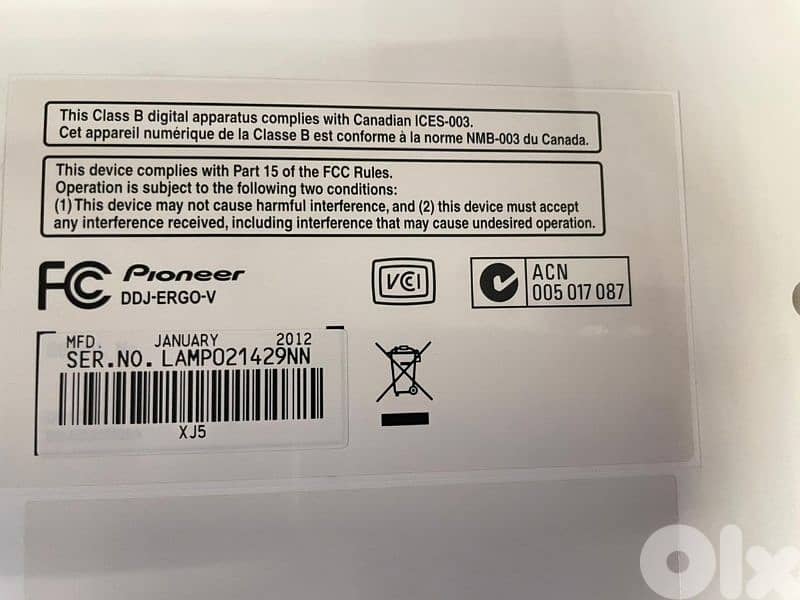 This Class B digital apparatus complies with Canadian ICES-003.
Cet appareil numérique de la Classe B est conforme à la norme NMB-003 du Canada.
This device complies with Part 15 of the FCC Rules.
Operation is subject to the following two conditions:
(1) This device may not cause harmful interference, and (2) this device must accept
any interference received, including interference that may cause undesired operation.
FC Pioneer
DDJ-ERGO-V
VCI
ACN
005 017 087
MFD. JANUARY 2012
SER.NO. LAMP021429NN
XJ5
Olx